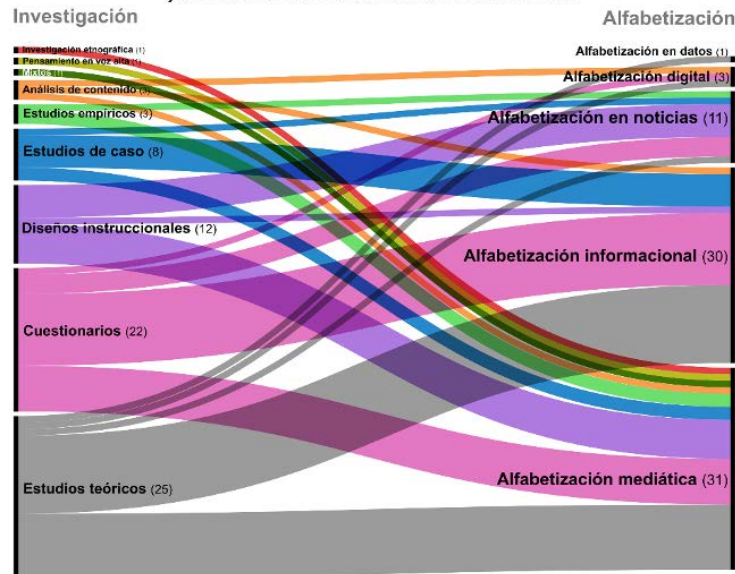 Investigación
Alfabetización
Investigación etnográfica (1)
Pensamiento en voz alta (1)
Mixtos (1)
Análisis de contenido (3)
Estudios empíricos (3)
Estudios de caso (8)
Diseños instruccionales (12)
Cuestionarios (22)
Estudios teóricos (25)
Alfabetización en datos (1)
Alfabetización digital (3)
Alfabetización en noticias (11)
Alfabetización informacional (30)
Alfabetización mediática (31)